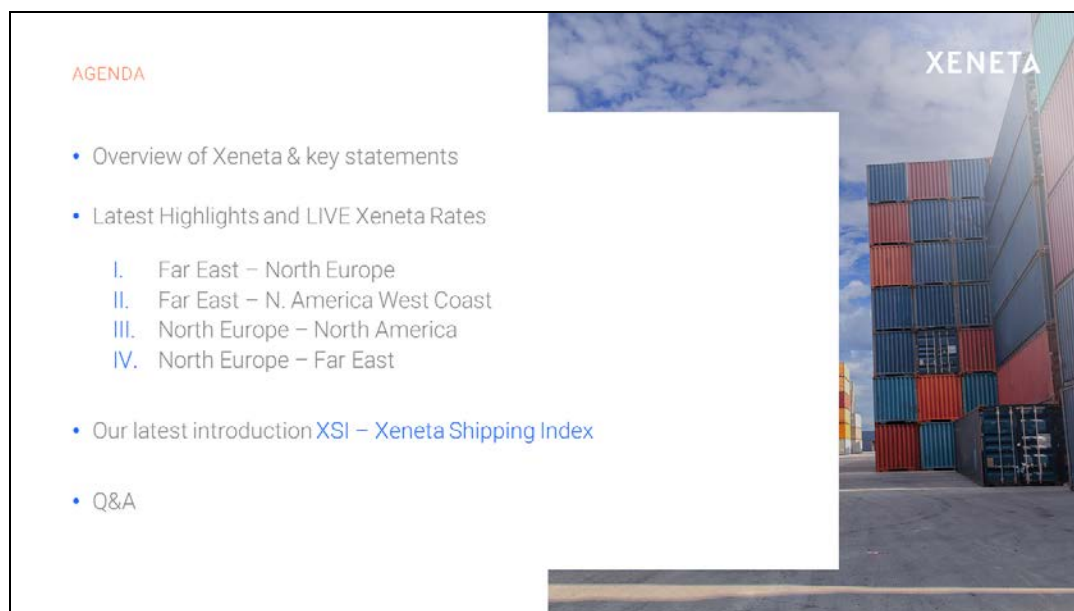 AGENDA
XENETA
• Overview of Xeneta & key statements
• Latest Highlights and LIVE Xeneta Rates
I. Far East – North Europe
II. Far East – N. America West Coast
III. North Europe – North America
IV. North Europe – Far East
• Our latest introduction XSI – Xeneta Shipping Index
• Q&A